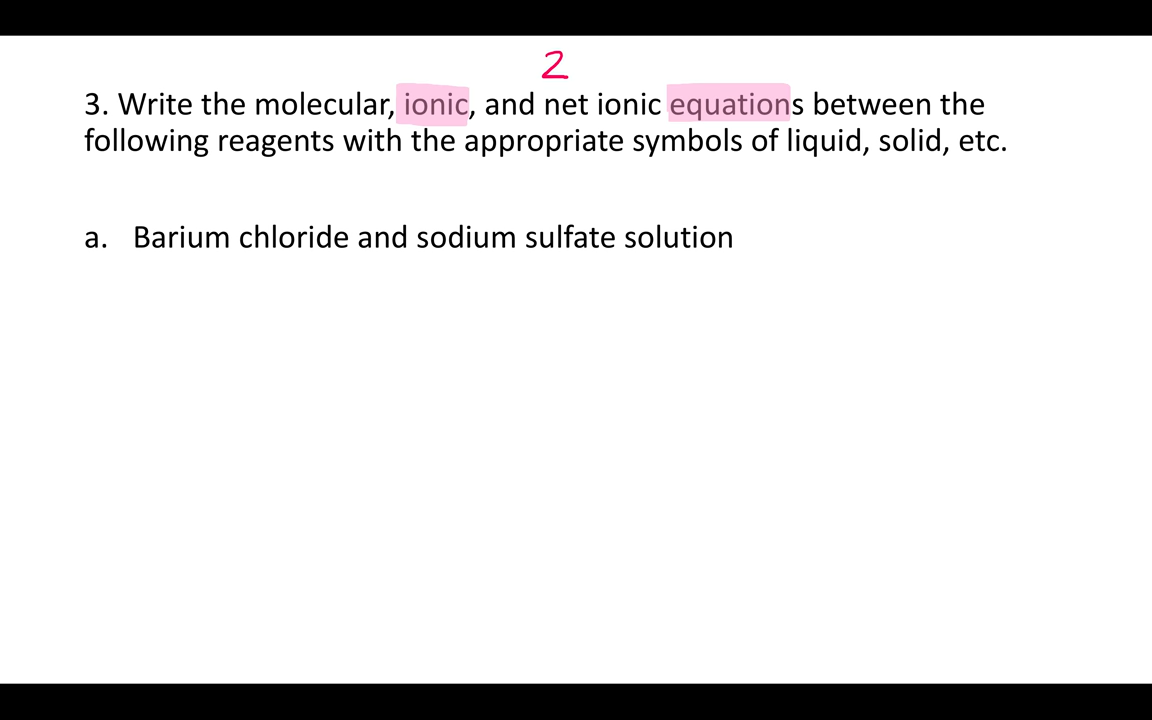 2
3. Write the molecular, ionic, and net ionic equations between the
following reagents with the appropriate symbols of liquid, solid, etc.
a. Barium chloride and sodium sulfate solution